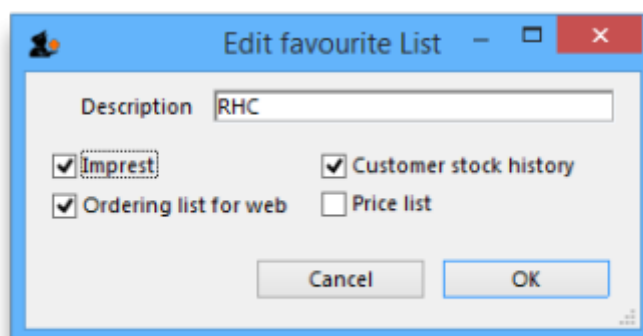 Edit favourite List
Description RHC
Imprest Customer stock history
Ordering list for web Price list
Cancel OK